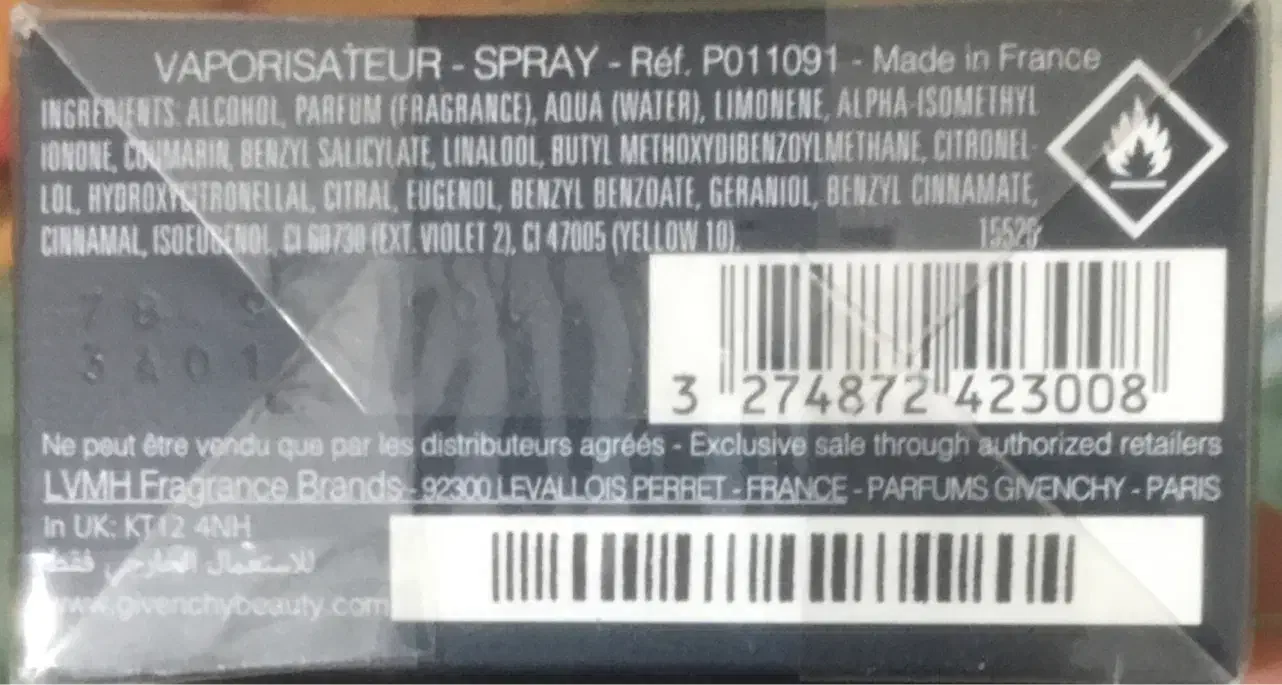 VAPORISATEUR - SPRAY - Réf. P011091 - Made in France
INGREDIENTS: ALCOHOL, PARFUM (FRAGRANCE), AQUA (WATER), LIMONENE, ALPHA-ISOMETHYL
IONONE, COUMARIN, BENZYL SALICYLATE, LINALOOL, BUTYL METHOXYDIBENZOYLMETHANE, CITRONEL-
LOL, HYDROXYCITRONELLAL, CITRAL, EUGENOL, BENZYL BENZOATE, GERANIOL, BENZYL CINNAMATE,
CINNAMAL, ISOEUGENOL, CI 60730 (EXT. VIOLET 2), CI 47005 (YELLOW 10).
3 274872 423008
Ne peut être vendu que par les distributeurs agréés - Exclusive sale through authorized retailers
LVMH Fragrance Brands - 92300 LEVALLOIS PERRET - FRANCE - PARFUMS GIVENCHY - PARIS
In UK: KT12 4NH
للاستعمال الخارجي فقط
www.givenchybeauty.com